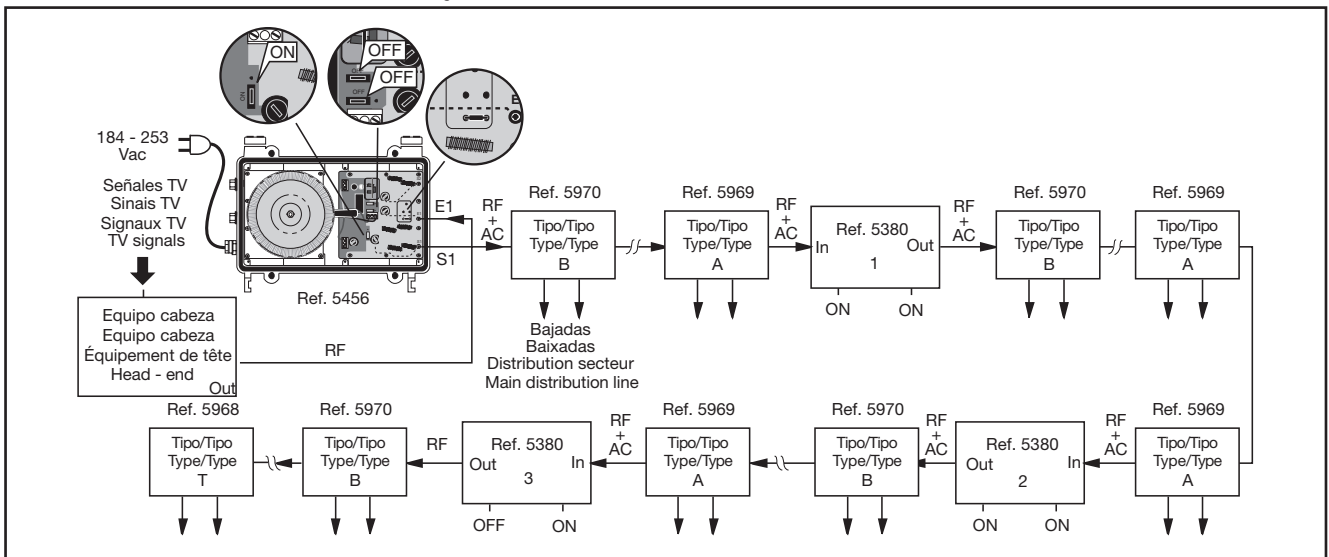 ON
OFF
OFF
ON
OFF
E
184 - 253
Vac
Señales TV
Sinais TV
Signaux TV
TV signals
E1
S1
Ref. 5456
RF
+
AC
Ref. 5970
Tipo/Tipo
Type/Type
B
Ref. 5969
Tipo/Tipo
Type/Type
A
RF
+
AC
Ref. 5380
In
Out
1
ON
ON
RF
+
AC
Ref. 5970
Tipo/Tipo
Type/Type
B
Ref. 5969
Tipo/Tipo
Type/Type
A
Bajadas
Baixadas
Distribution secteur
Main distribution line
Equipo cabeza
Equipo cabeza
Équipement de tête
Head - end
Out
RF
Ref. 5968
Tipo/Tipo
Type/Type
T
Ref. 5970
Tipo/Tipo
Type/Type
B
RF
Ref. 5380
Out
In
3
OFF
ON
RF
+
AC
Ref. 5969
Tipo/Tipo
Type/Type
A
Ref. 5970
Tipo/Tipo
Type/Type
B
RF
+
AC
Ref. 5380
Out
In
2
ON
ON
RF
+
AC
Ref. 5969
Tipo/Tipo
Type/Type
A